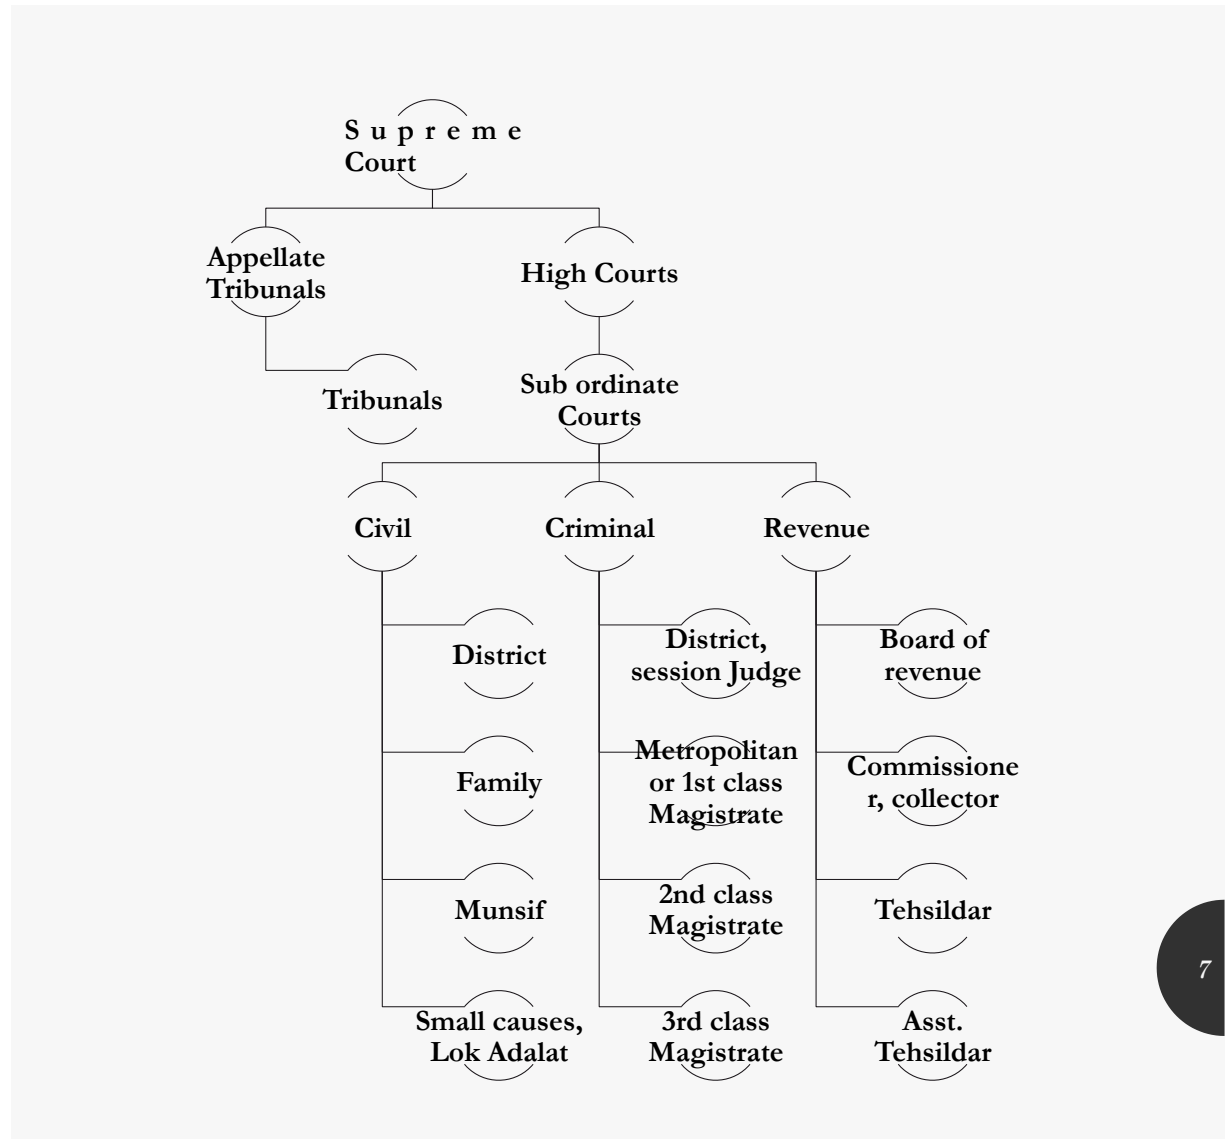 Supreme
Court
Appellate
Tribunals
High Courts
Tribunals
Sub ordinate
Courts
Civil
Criminal
Revenue
District
District,
session Judge
Board of
revenue
Family
Metropolitan
or 1st class
Magistrate
Commissione
r, collector
Munsif
2nd class
Magistrate
Tehsildar
7
Small causes,
Lok Adalat
3rd class
Magistrate
Asst.
Tehsildar